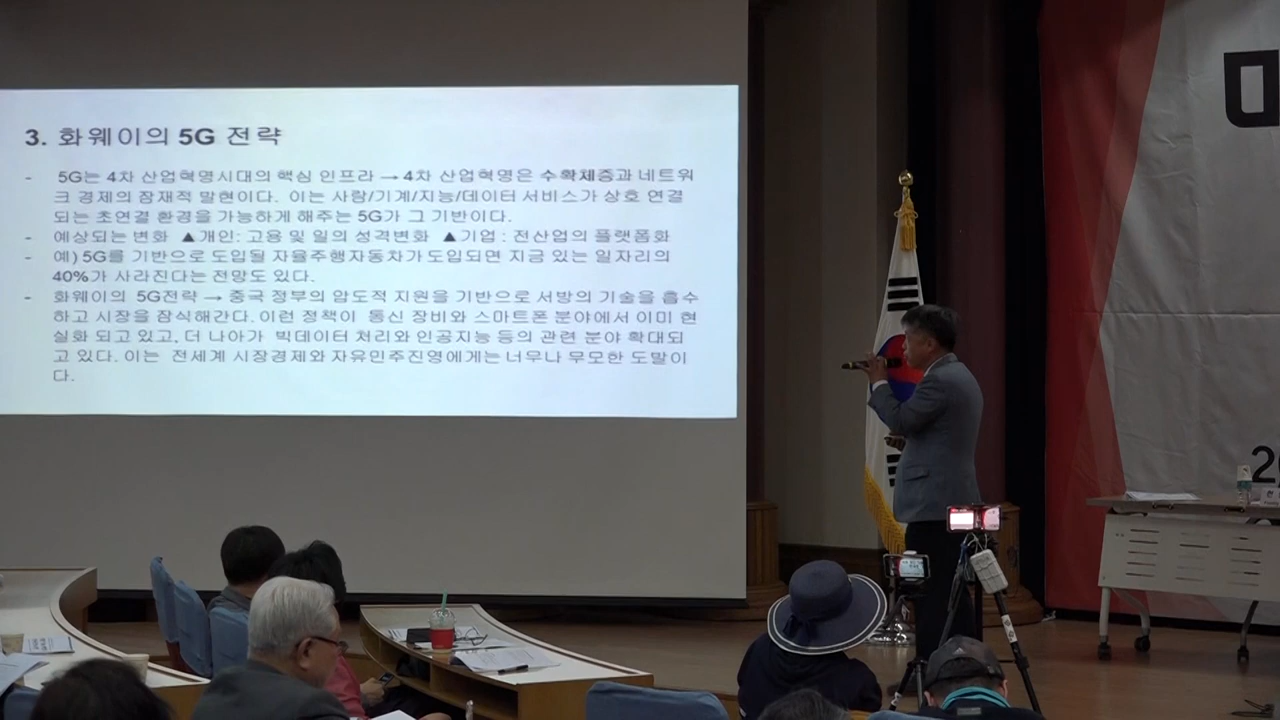 3. 화웨이의 5G 전략
- 5G는 4차 산업혁명시대의 핵심 인프라 → 4차 산업혁명은 수확체증과 네트워
크 경제의 잠재적 발현이다. 이는 사람/기계/지능/데이터 서비스가 상호 연결
되는 초연결 환경을 가능하게 해주는 5G가 그 기반이다.
- 예상되는 변화 ▲개인: 고용 및 일의 성격변화 ▲기업 : 전산업의 플랫폼화
- 예) 5G를 기반으로 도입될 자율주행자동차가 도입되면 지금 있는 일자리의
40%가 사라진다는 전망도 있다.
- 화웨이의 5G전략 → 중국 정부의 압도적 지원을 기반으로 서방의 기술을 흡수
하고 시장을 잠식해간다. 이런 정책이 통신 장비와 스마트폰 분야에서 이미 현
실화 되고 있고, 더 나아가 빅데이터 처리와 인공지능 등의 관련 분야 확대되
고 있다. 이는 전세계 시장경제와 자유민주진영에게는 너무나 무모한 도발이
다.